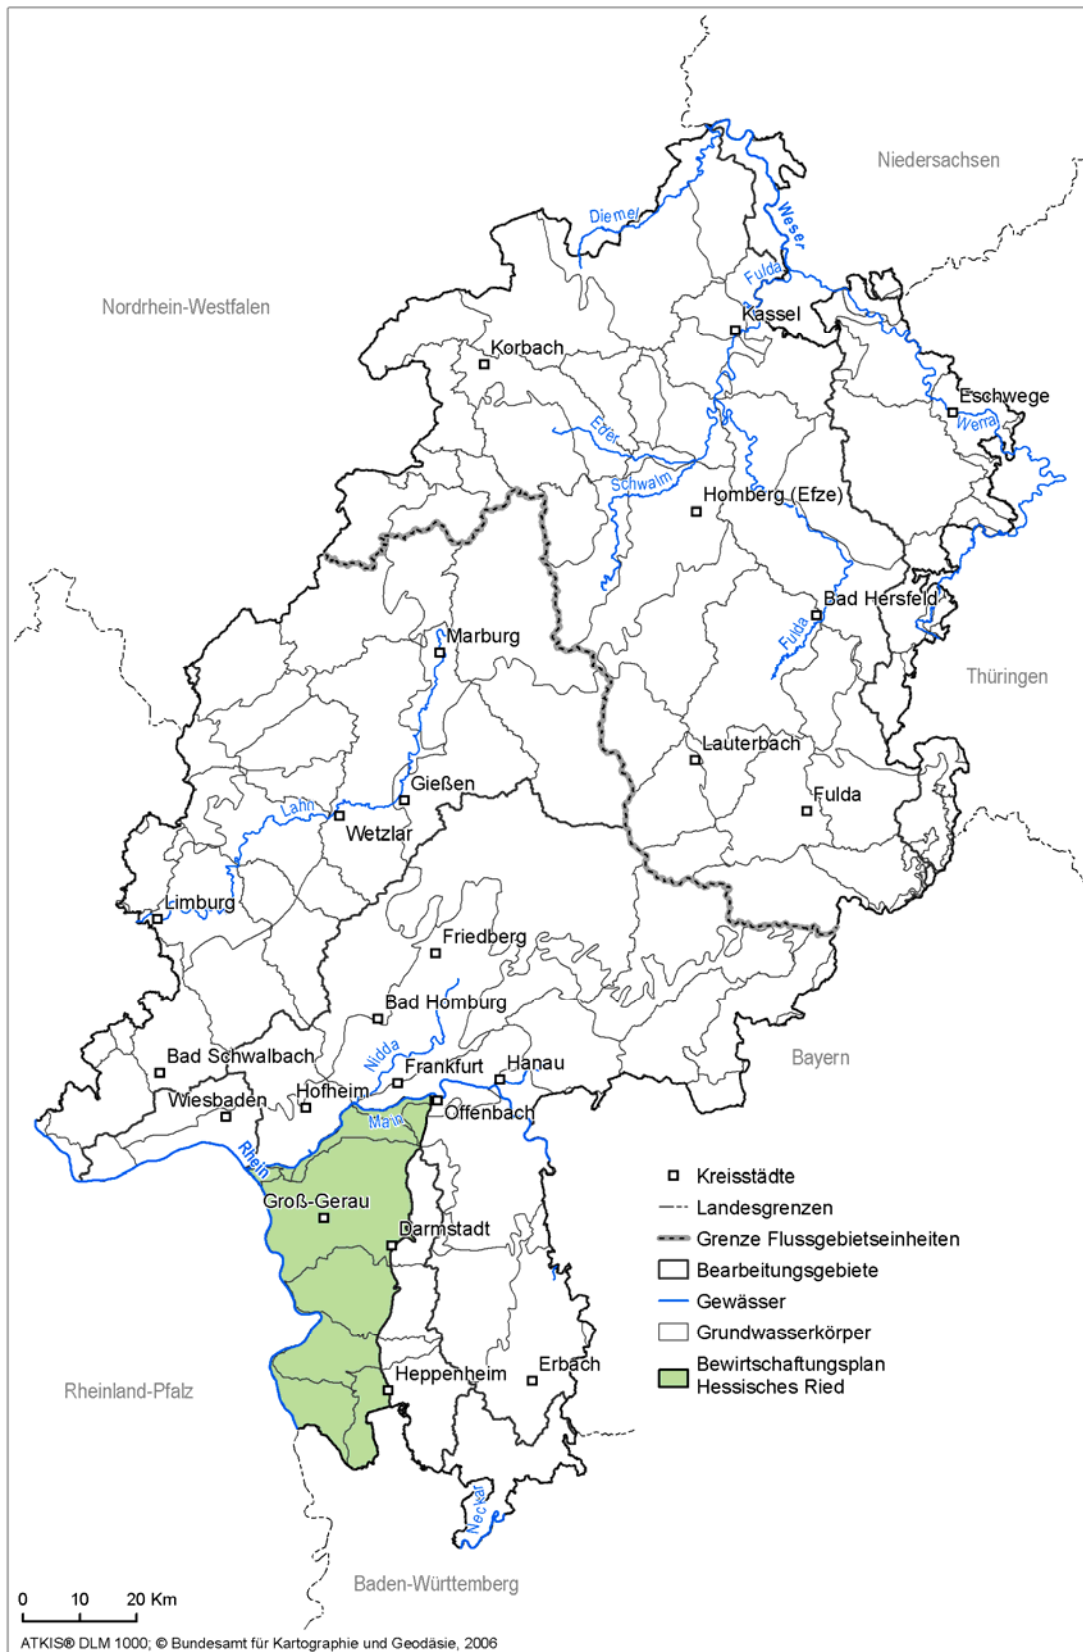 Niedersachsen
Diemel
Weser
Nordrhein-Westfalen
Fulda
Kassel
Korbach
Eschwege
Werra
Eder
Schwalm
Homberg (Efze)
Bad Hersfeld
Fulda
Marburg
Thüringen
Lauterbach
Gießen
Fulda
Lahn
Wetzlar
Limburg
Friedberg
Bad Homburg
Nidda
Bayern
Bad Schwalbach
Frankfurt
Hanau
Hofheim
Wiesbaden
Offenbach
Main
Rhein
Kreisstädte
Groß-Gerau
Landesgrenzen
Darmstadt
Grenze Flussgebietseinheiten
Bearbeitungsgebiete
Gewässer
Grundwasserkörper
Erbach
Bewirtschaftungsplan
Hessisches Ried
Heppenheim
Rheinland-Pfalz
Neckar
Baden-Württemberg
0 10 20 Km
ATKIS® DLM 1000; © Bundesamt für Kartographie und Geodäsie, 2006